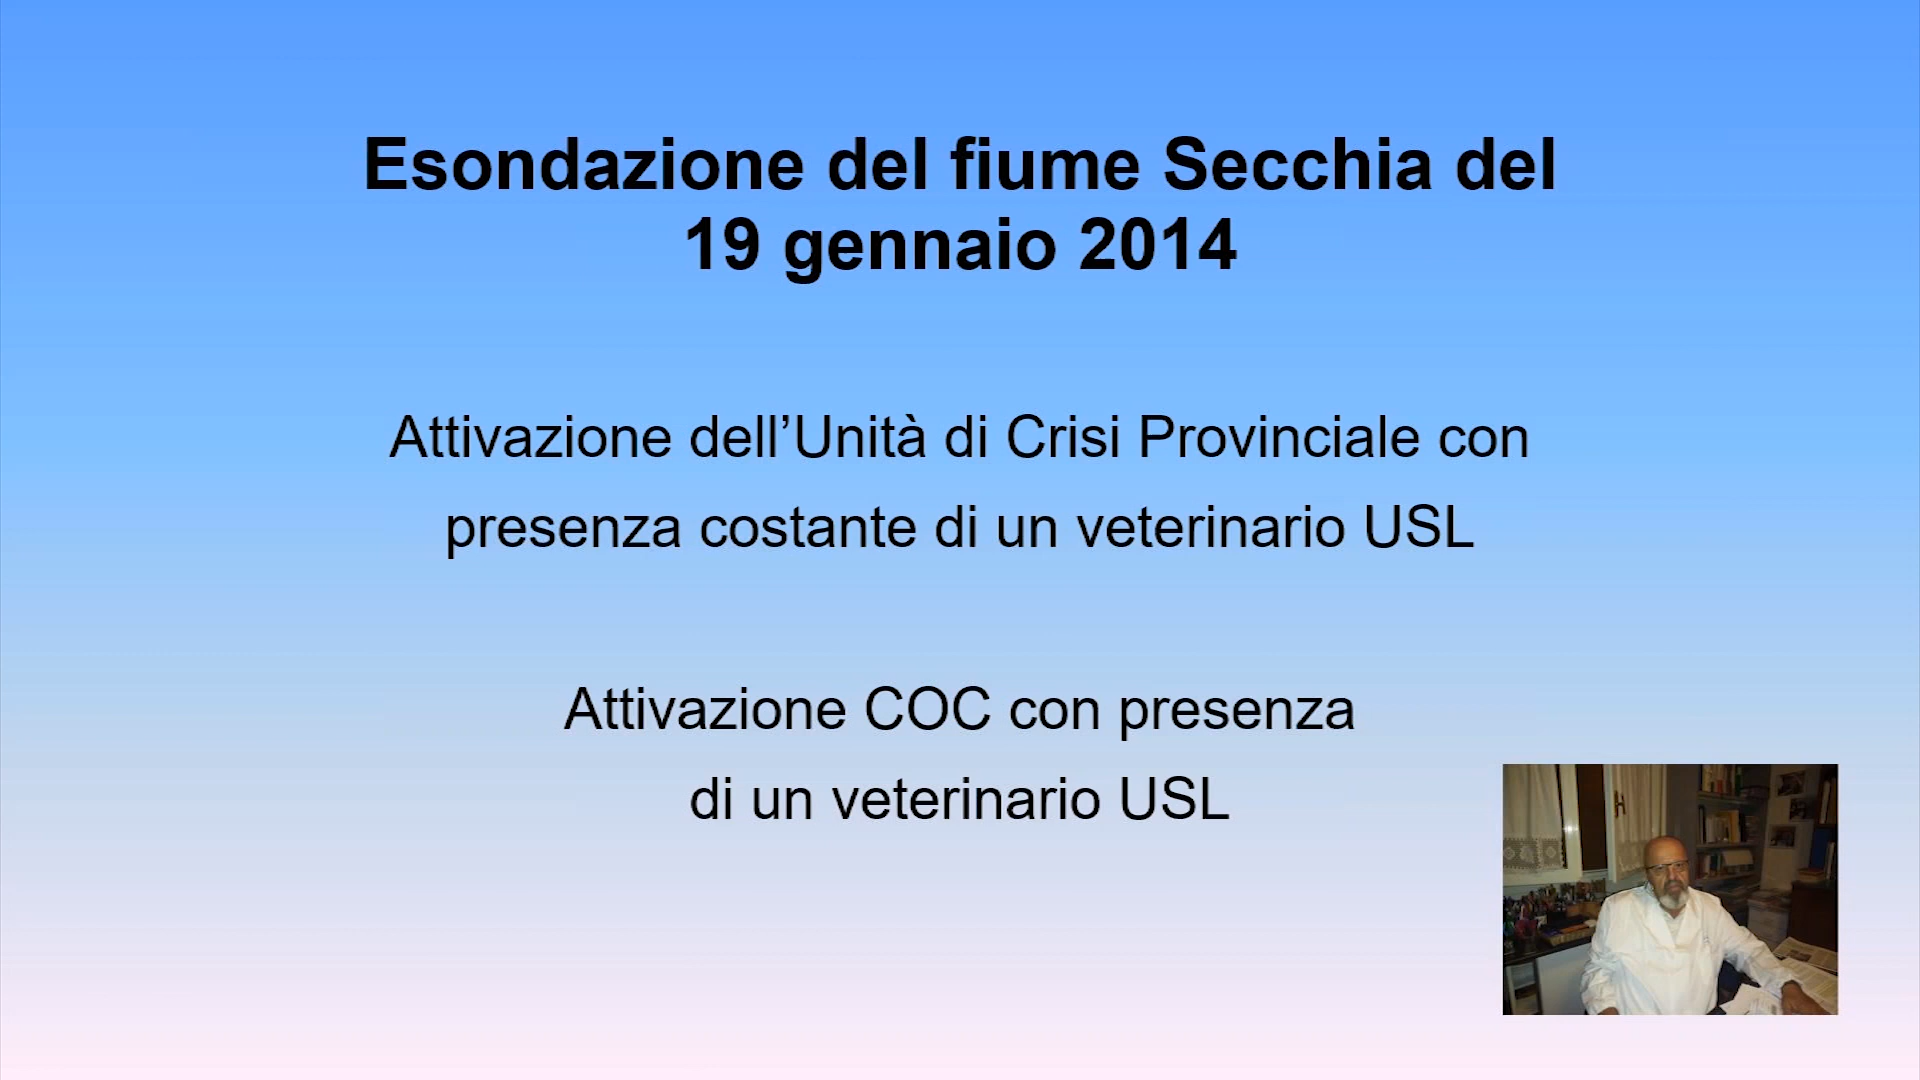 Esondazione del fiume Secchia del
19 gennaio 2014
Attivazione dell’Unità di Crisi Provinciale con
presenza costante di un veterinario USL
Attivazione COC con presenza
di un veterinario USL